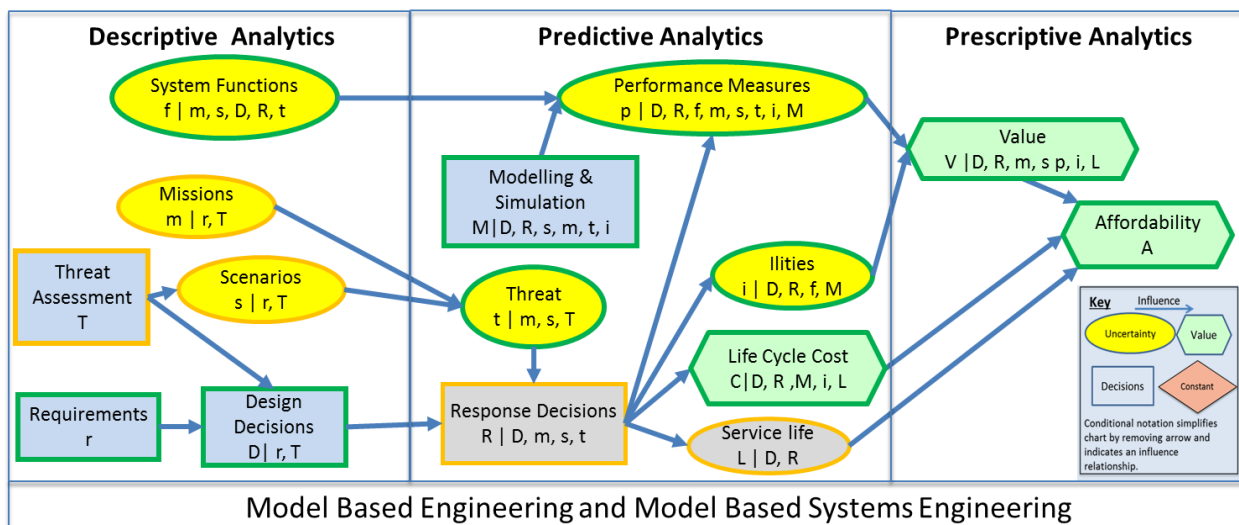 Descriptive Analytics
System Functions
f | m, s, D, R, t
Missions
m | r, T
Threat
Assessment
T
Scenarios
s | r, T
Requirements
r
Design
Decisions
D| r, T
Predictive Analytics
Performance Measures
p | D, R, f, m, s, t, i, M
Modelling &
Simulation
M|D, R, s, m, t, i
Threat
t | m, s, T
Ilities
i | D, R, f, M
Life Cycle Cost
C|D, R ,M, i, L
Response Decisions
R | D, m, s, t
Service life
L | D, R
Prescriptive Analytics
Value
V |D, R, m, s p, i, L
Affordability
A
Key
Influence
Uncertainty
Value
Decisions
Constant
Conditional notation simplifies
chart by removing arrow and
indicates an influence
relationship.
Model Based Engineering and Model Based Systems Engineering